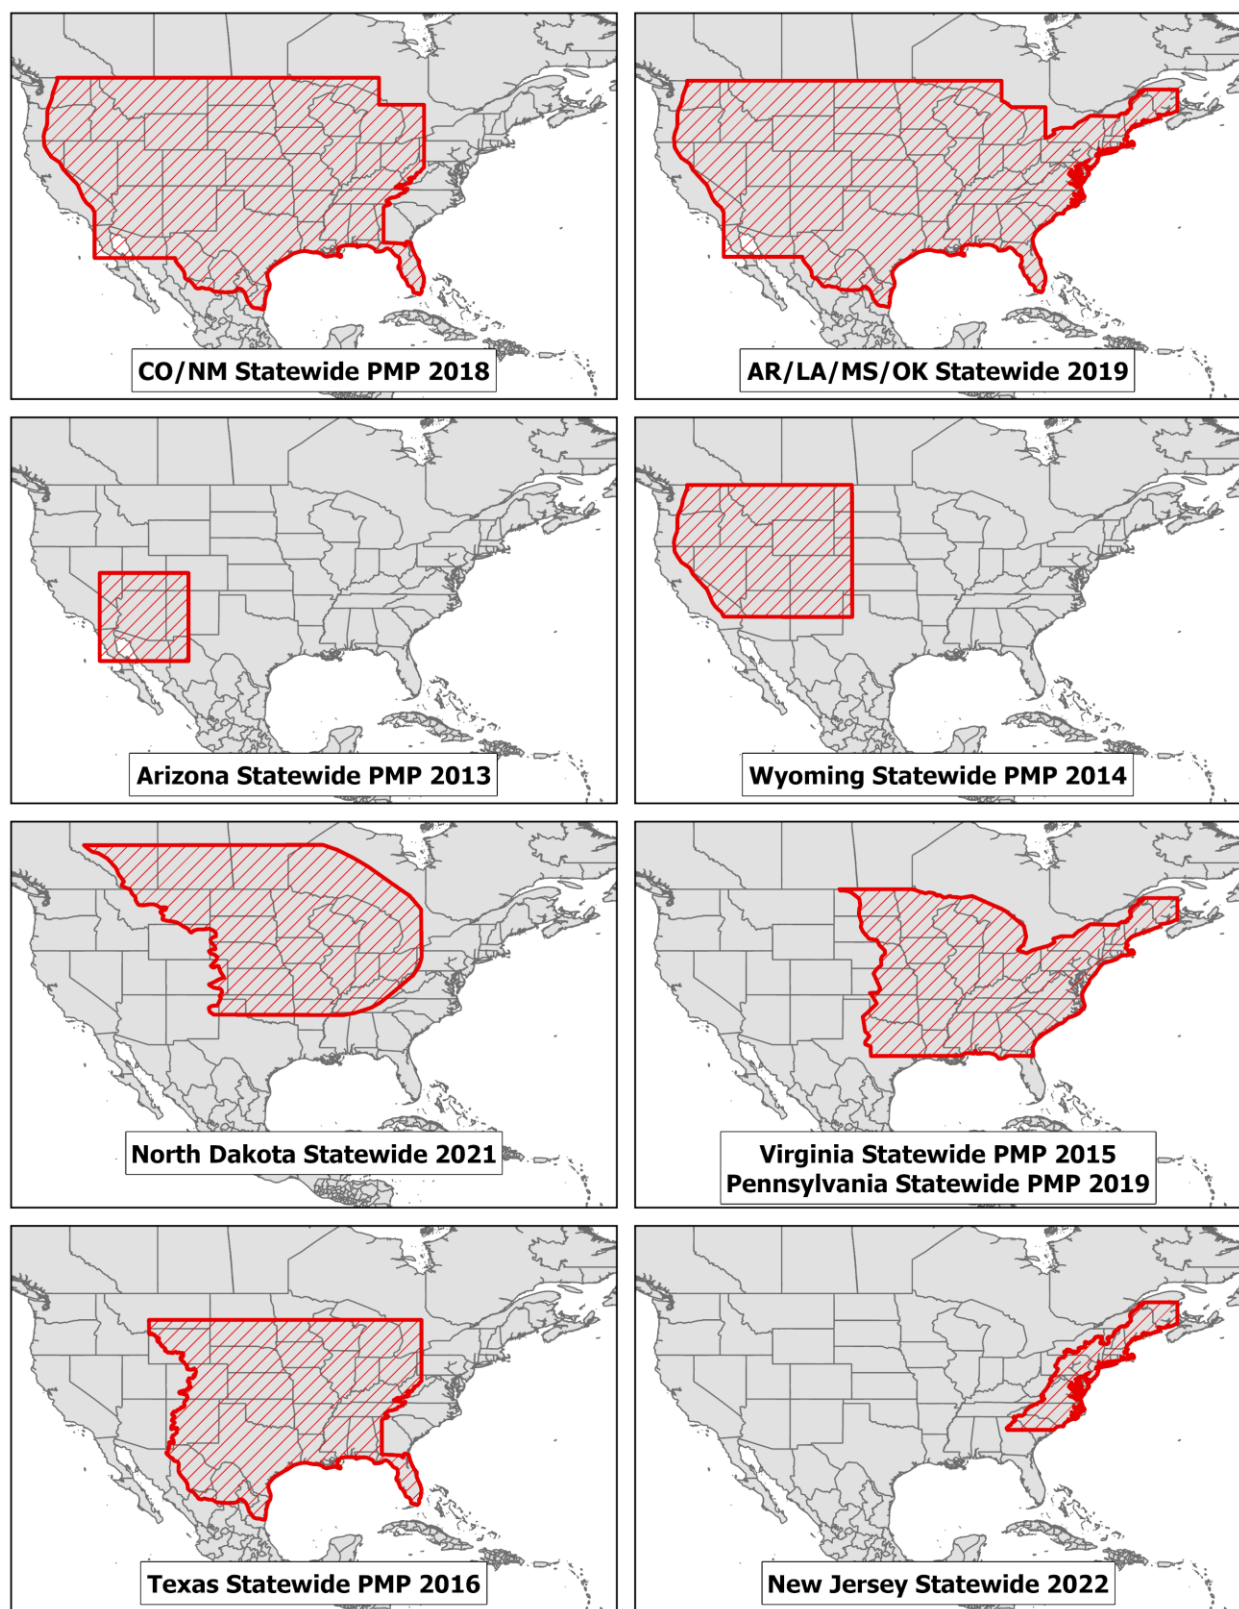 CO/NM Statewide PMP 2018
AR/LA/MS/OK Statewide 2019
Arizona Statewide PMP 2013
Wyoming Statewide PMP 2014
North Dakota Statewide 2021
Virginia Statewide PMP 2015
Pennsylvania Statewide PMP 2019
Texas Statewide PMP 2016
New Jersey Statewide 2022